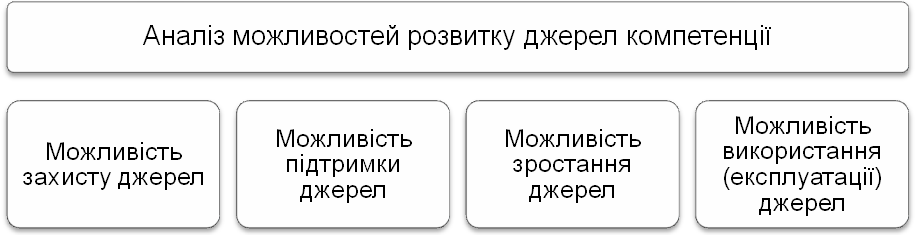 Аналіз можливостей розвитку джерел компетенції
Можливість
захисту джерел
Можливість
підтримки
джерел
Можливість
зростання
джерел
Можливість
використання
(експлуатації)
джерел